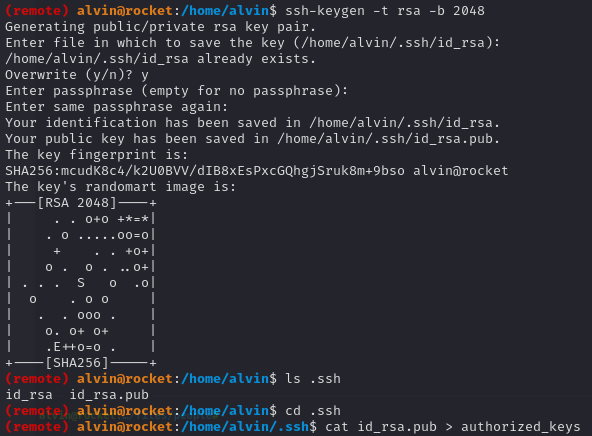 (remote) alvin@rocket:/home/alvin$ ssh-keygen -t rsa -b 2048
Generating public/private rsa key pair.
Enter file in which to save the key (/home/alvin/.ssh/id_rsa):
/home/alvin/.ssh/id_rsa already exists.
Overwrite (y/n)? y
Enter passphrase (empty for no passphrase):
Enter same passphrase again:
Your identification has been saved in /home/alvin/.ssh/id_rsa.
Your public key has been saved in /home/alvin/.ssh/id_rsa.pub.
The key fingerprint is:
SHA256:mcudK8c4/k2U0BVV/dIB8xEsPxcGQhgjSruk8m+9bso alvin@rocket
The key's randomart image is:
+---[RSA 2048]----+
|     . . o+o +*=*|
|    . o .....oo=o|
|     +    . . +o+|
|    o .  o . ..o+|
| . . .  S   o  .o|
|  o    . o o     |
|   .  . ooo .    |
|    o. o+ o+     |
|    .E++o=o .    |
+----[SHA256]-----+
(remote) alvin@rocket:/home/alvin$ ls .ssh
id_rsa  id_rsa.pub
(remote) alvin@rocket:/home/alvin$ cd .ssh
(remote) alvin@rocket:/home/alvin/.ssh$ cat id_rsa.pub > authorized_keys